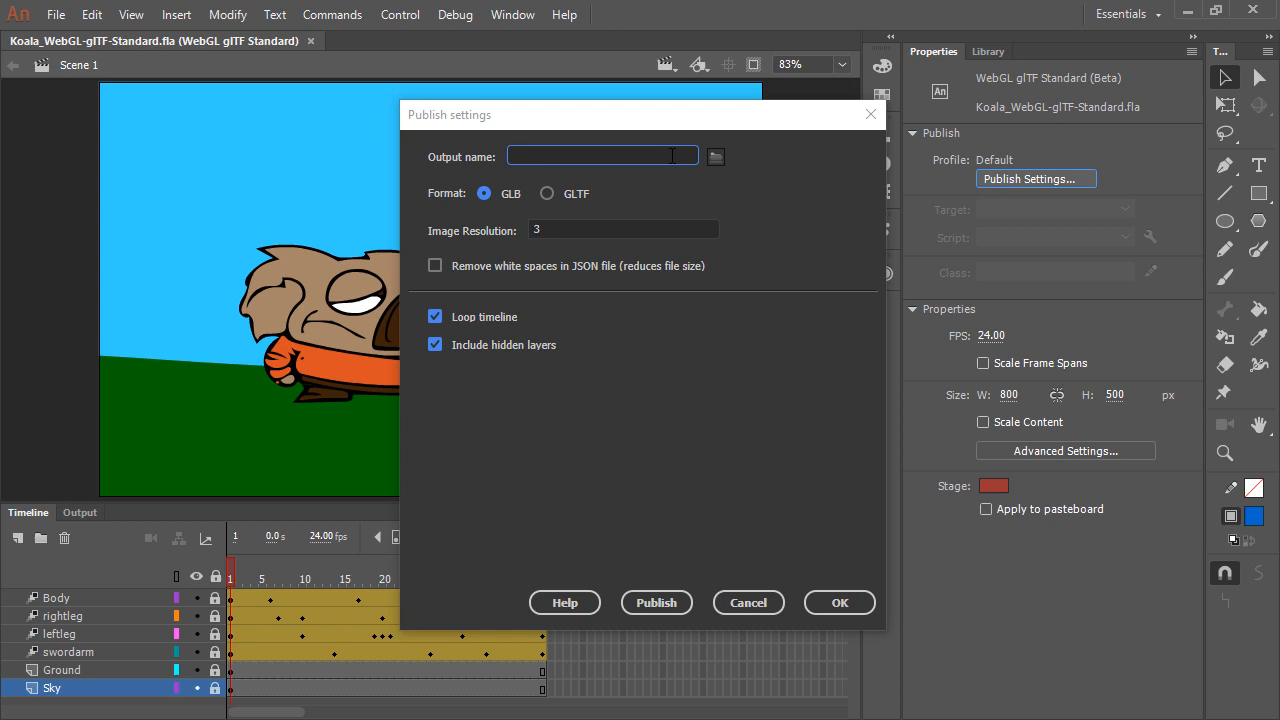 An File Edit View Insert Modify Text Commands Control Debug Window Help Essentials
Koala_WebGL-glTF-Standard.fla (WebGL glTF Standard)
Scene 1
83%
Publish settings
Output name:
Format: GLB GLTF
Image Resolution: 3
Remove white spaces in JSON file (reduces file size)
Loop timeline
Include hidden layers
Help Publish Cancel OK
Properties Library
T...
An
WebGL glTF Standard (Beta)
Koala_WebGL-glTF-Standard.fla
Publish
Profile: Default
Publish Settings...
Target:
Script:
Class:
Properties
FPS: 24.00
Scale Frame Spans
Size: W: 800 H: 500 px
Scale Content
Advanced Settings...
Stage:
Apply to pasteboard
Timeline Output
1 0.0 s 24.00 fps
1 5 10 15 20
Body
rightleg
leftleg
swordarm
Ground
Sky